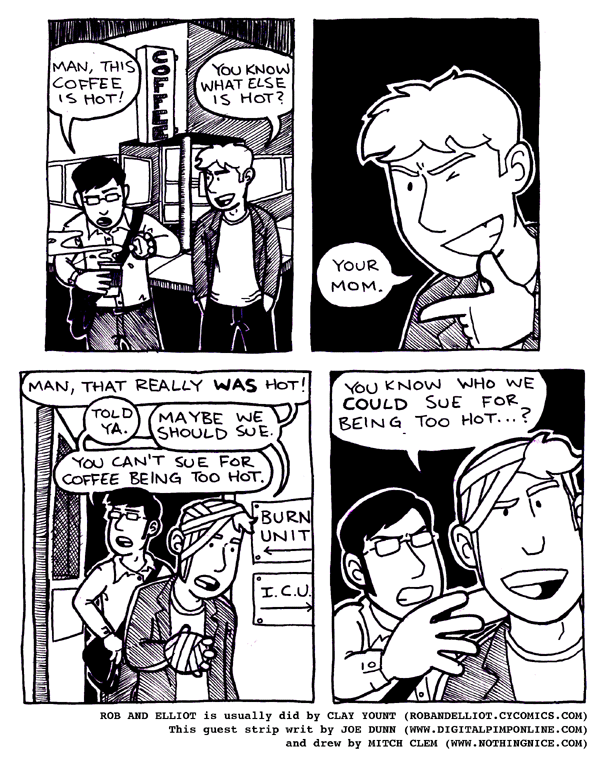 MAN, THIS
COFFEE
IS HOT!
COFFEE
YOU KNOW
WHAT ELSE
IS HOT?
YOUR
MOM.
MAN, THAT REALLY WAS HOT!
TOLD
YA.
MAYBE WE
SHOULD SUE.
YOU CAN'T SUE FOR
COFFEE BEING TOO HOT.
BURN
UNIT
I.C.U.
YOU KNOW WHO WE
COULD SUE FOR
BEING TOO HOT...?
ROB AND ELLIOT is usually did by CLAY YOUNT (ROBANDELLIOT.CYCOMICS.COM)
This guest strip writ by JOE DUNN (WWW.DIGITALPIMPONLINE.COM)
and drew by MITCH CLEM (WWW.NOTHINGNICE.COM)